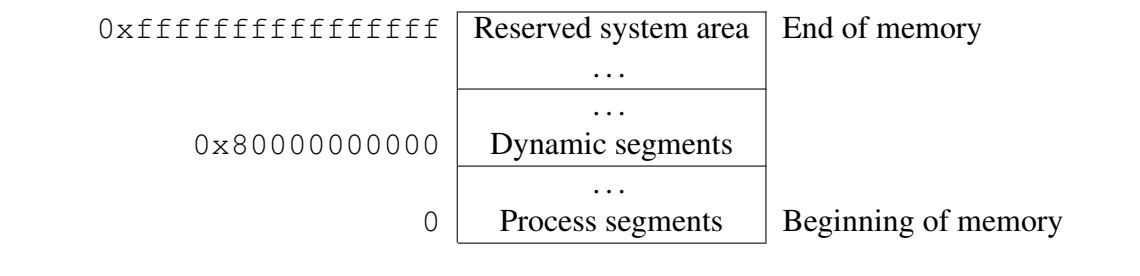 0xffffffffffffffff Reserved system area End of memory
...
...
0x80000000000 Dynamic segments
...
0 Process segments Beginning of memory